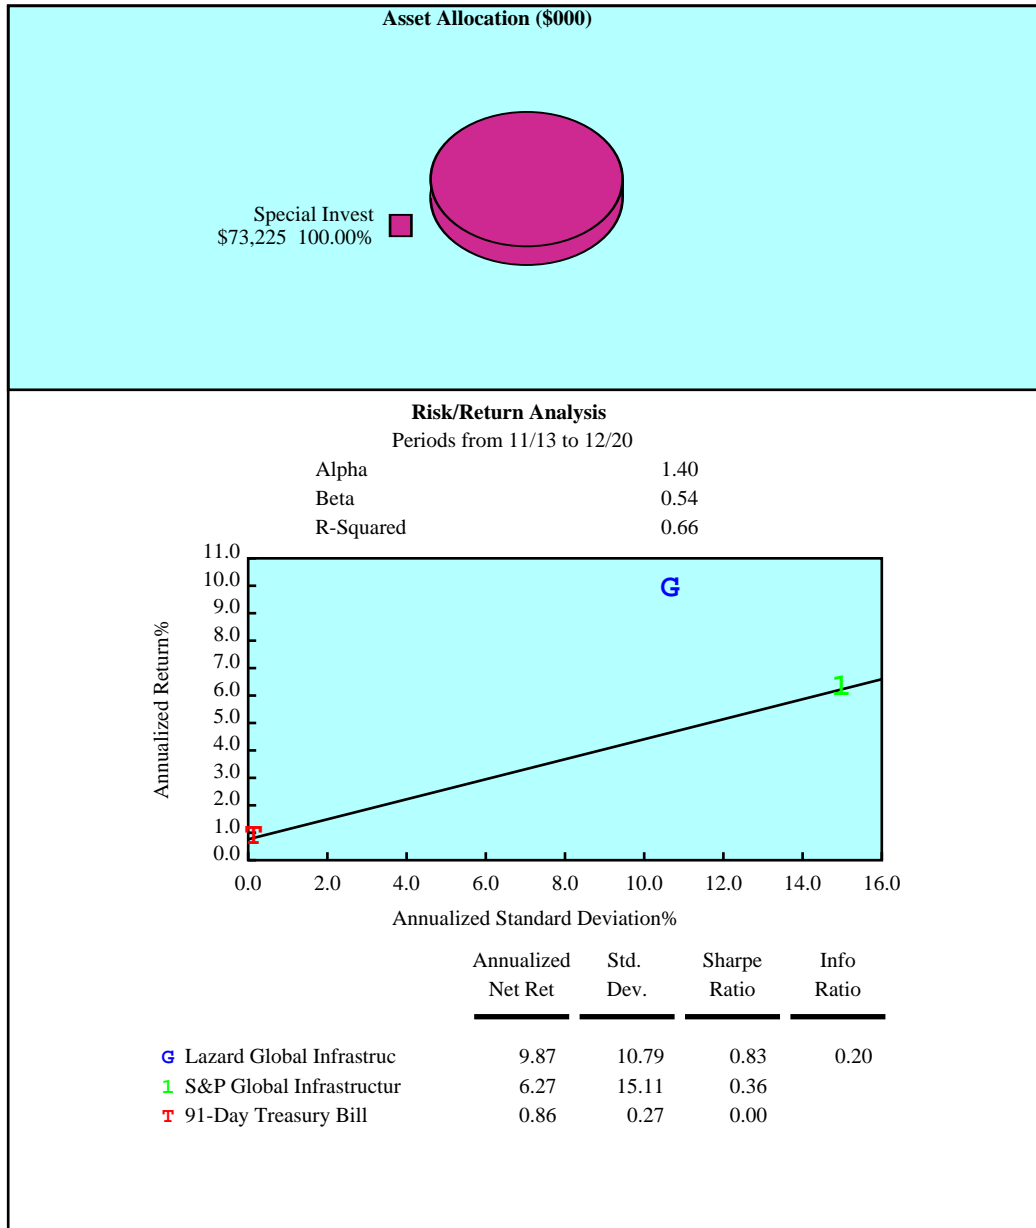 Asset Allocation ($000)
Special Invest
$73,225 100.00%
Risk/Return Analysis
Periods from 11/13 to 12/20
Alpha 1.40
Beta 0.54
R-Squared 0.66
11.0
10.0
9.0
8.0
7.0
6.0
5.0
4.0
3.0
2.0
1.0
0.0
Annualized Return%
G
1
T
0.0 2.0 4.0 6.0 8.0 10.0 12.0 14.0 16.0
Annualized Standard Deviation%
Annualized Std. Sharpe Info
Net Ret Dev. Ratio Ratio
G Lazard Global Infrastruc 9.87 10.79 0.83 0.20
1 S&P Global Infrastructur 6.27 15.11 0.36
T 91-Day Treasury Bill 0.86 0.27 0.00